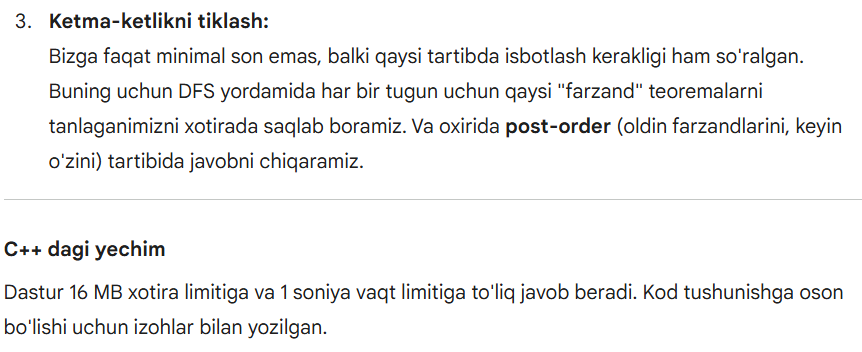 3. Ketma-ketlikni tiklash:
Bizga faqat minimal son emas, balki qaysi tartibda isbotlash kerakligi ham so'ralgan.
Buning uchun DFS yordamida har bir tugun uchun qaysi "farzand" teoremalarni
tanlaganimizni xotirada saqlab boramiz. Va oxirida post-order (oldin farzandlarini, keyin
o'zini) tartibida javobni chiqaramiz.
C++ dagi yechim
Dastur 16 MB xotira limitiga va 1 soniya vaqt limitiga to'liq javob beradi. Kod tushunishga oson
bo'lishi uchun izohlar bilan yozilgan.